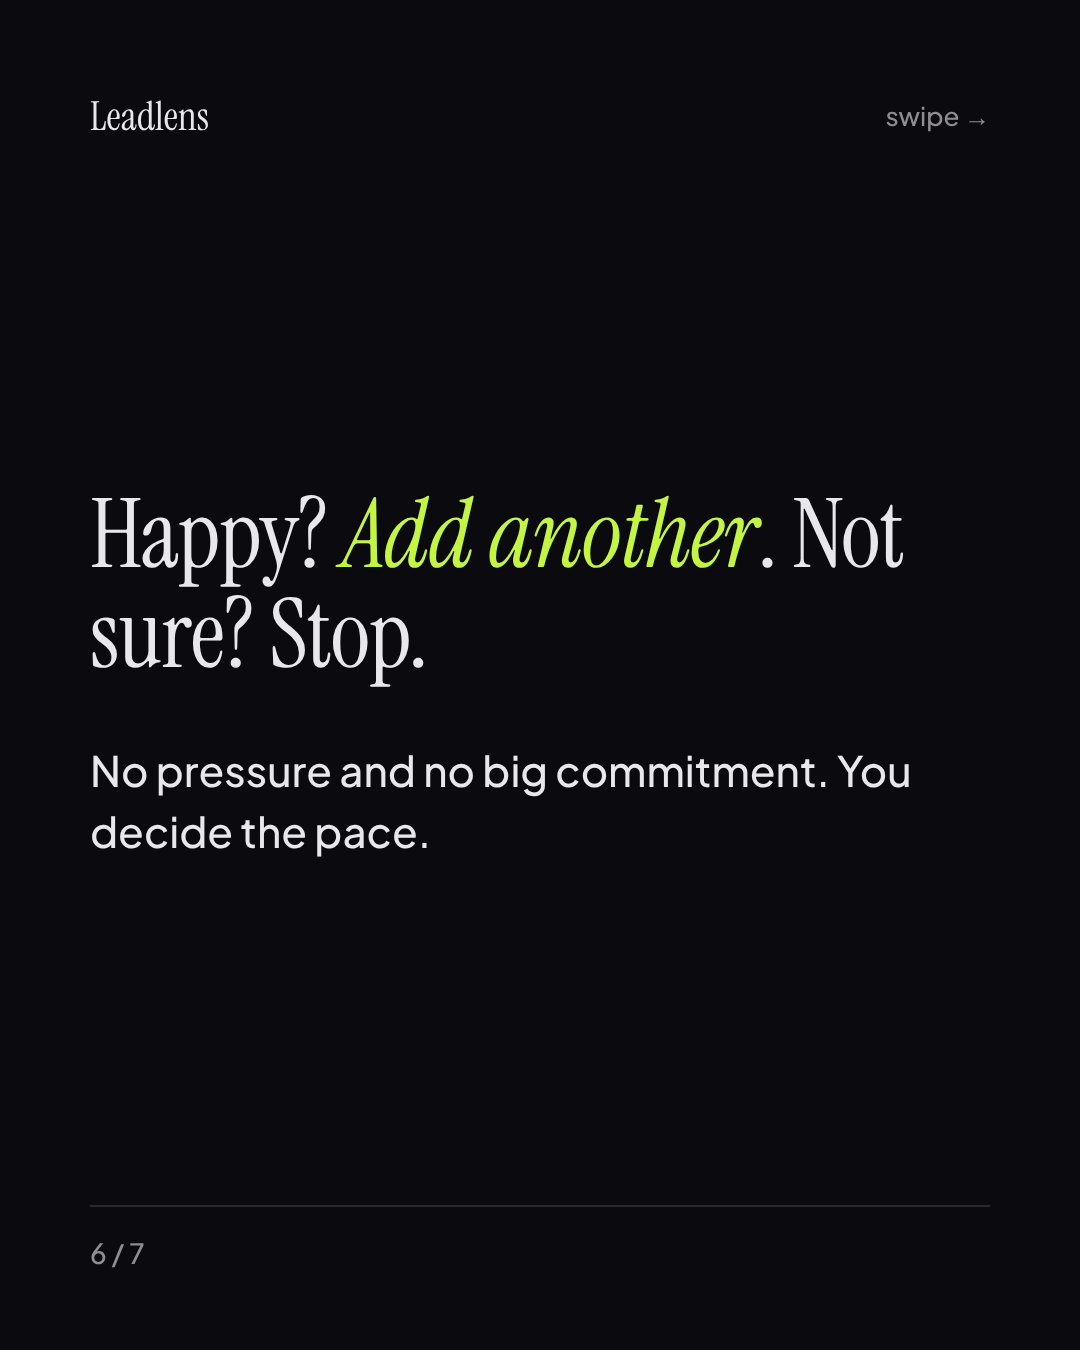 Leadlens
swipe →
Happy? Add another. Not
sure? Stop.
No pressure and no big commitment. You
decide the pace.
6 / 7